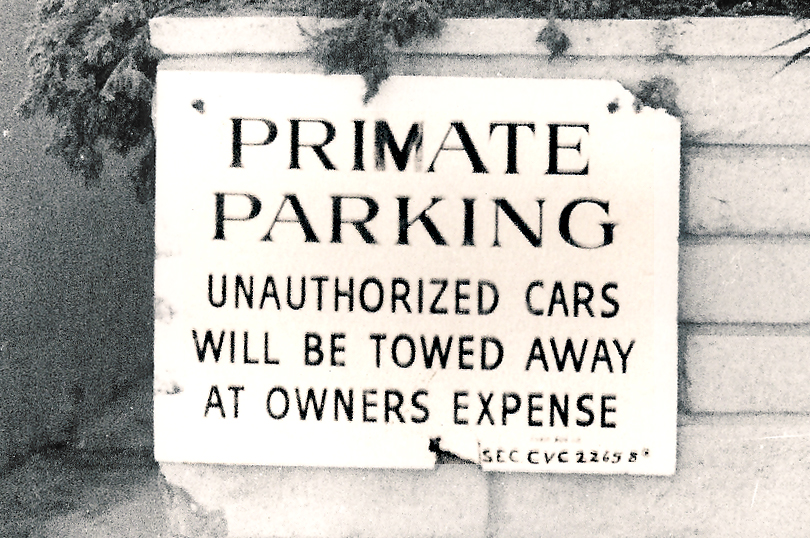 PRIMATE
PARKING
UNAUTHORIZED CARS
WILL BE TOWED AWAY
AT OWNERS EXPENSE
SEC CVC 22658